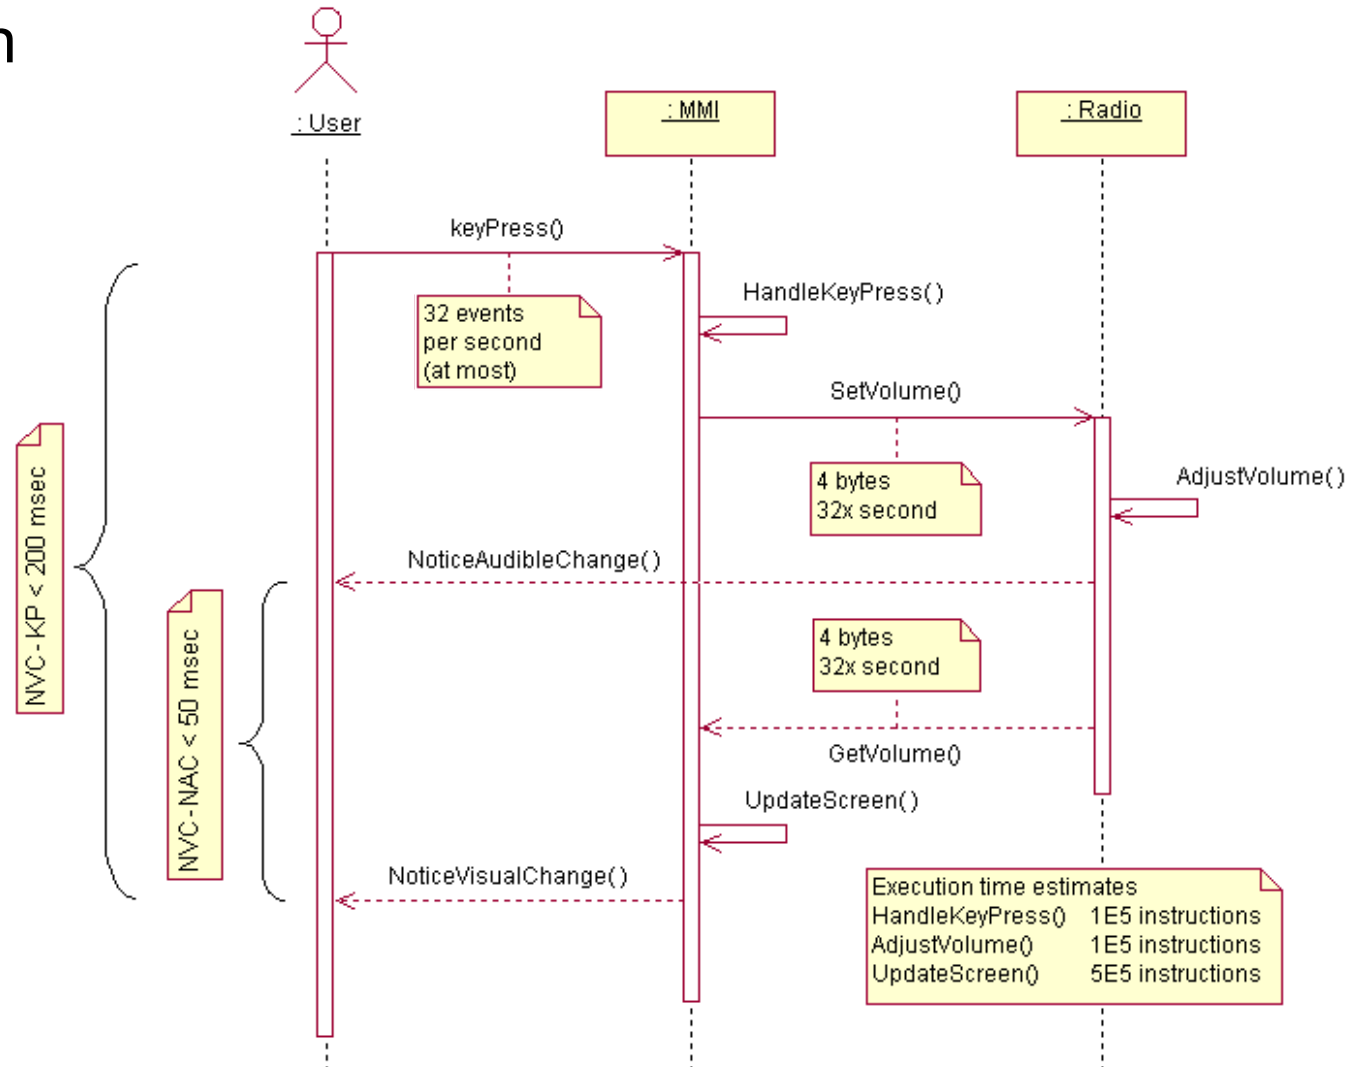 n
: User
: MMI
: Radio
keyPress()
32 events
per second
(at most)
HandleKeyPress()
SetVolume()
4 bytes
32x second
AdjustVolume()
NoticeAudibleChange()
4 bytes
32x second
GetVolume()
UpdateScreen()
NoticeVisualChange()
NVC-KP < 200 msec
NVC-NAC < 50 msec
Execution time estimates
HandleKeyPress() 1E5 instructions
AdjustVolume() 1E5 instructions
UpdateScreen() 5E5 instructions